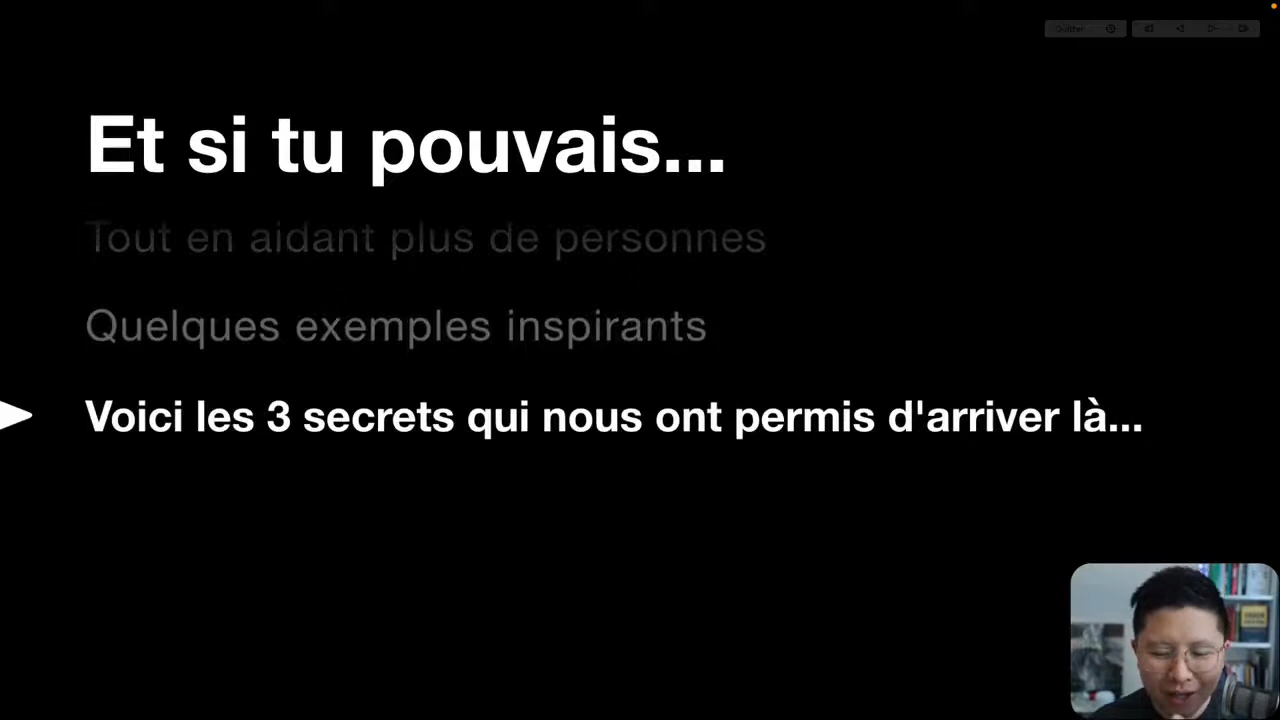 Quitter
Et si tu pouvais...
Tout en aidant plus de personnes
Quelques exemples inspirants
Voici les 3 secrets qui nous ont permis d'arriver là...